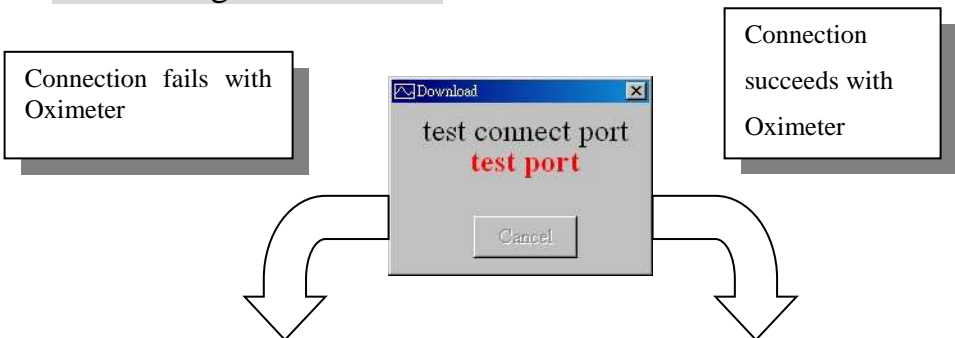 Connection fails with
Oximeter
Download
test connect port
test port
Cancel
Connection
succeeds with
Oximeter